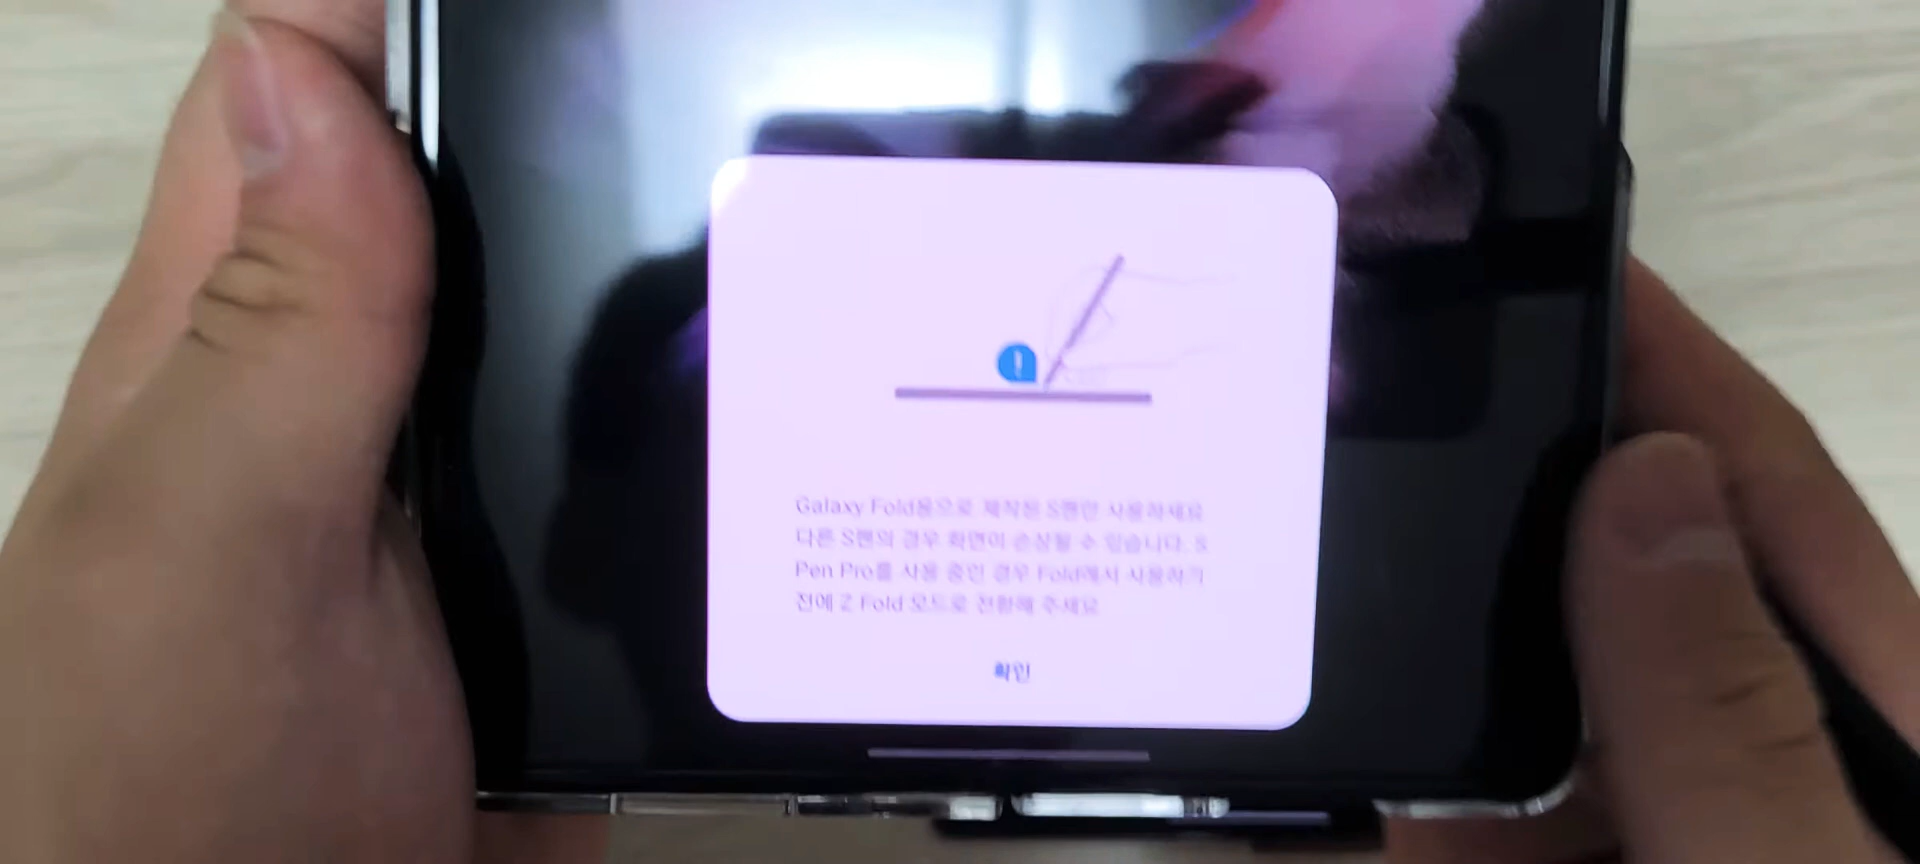 Galaxy Fold용으로 제작된 S펜만 사용하세요
다른 S펜의 경우 화면이 손상될 수 있습니다. S
Pen Pro를 사용 중인 경우 Fold에서 사용하기
전에 Z Fold 모드로 전환해 주세요
확인